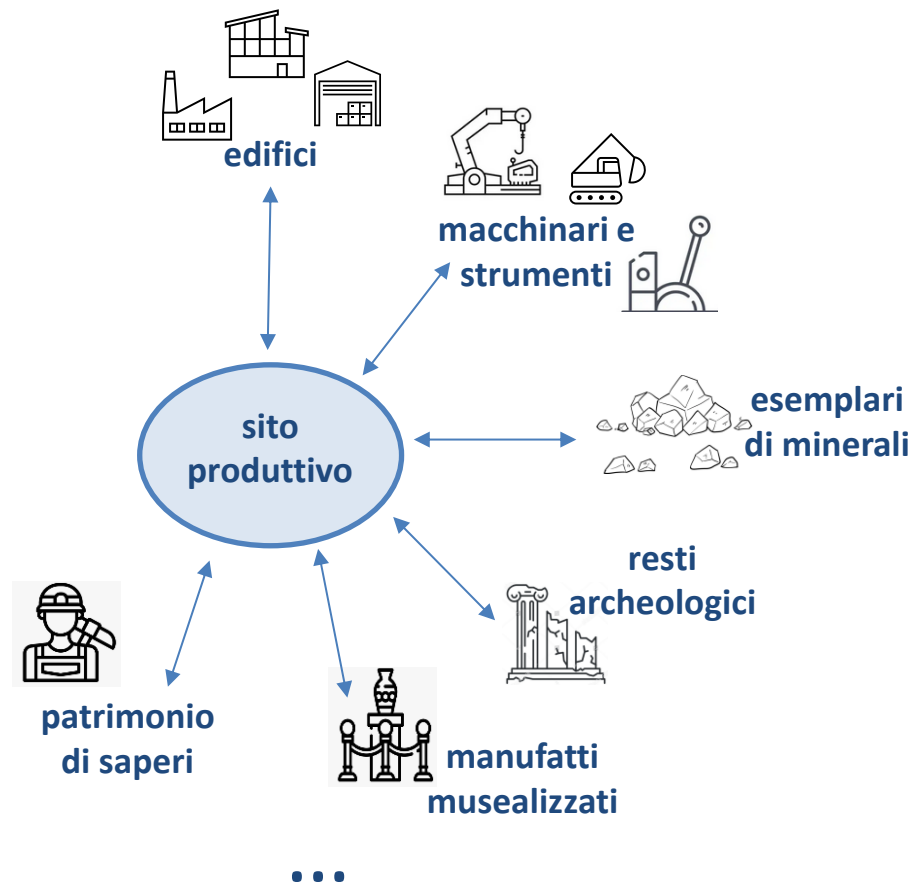 edifici
macchinari e
strumenti
esemplari
di minerali
sito
produttivo
resti
archeologici
patrimonio
di saperi
manufatti
musealizzati
...